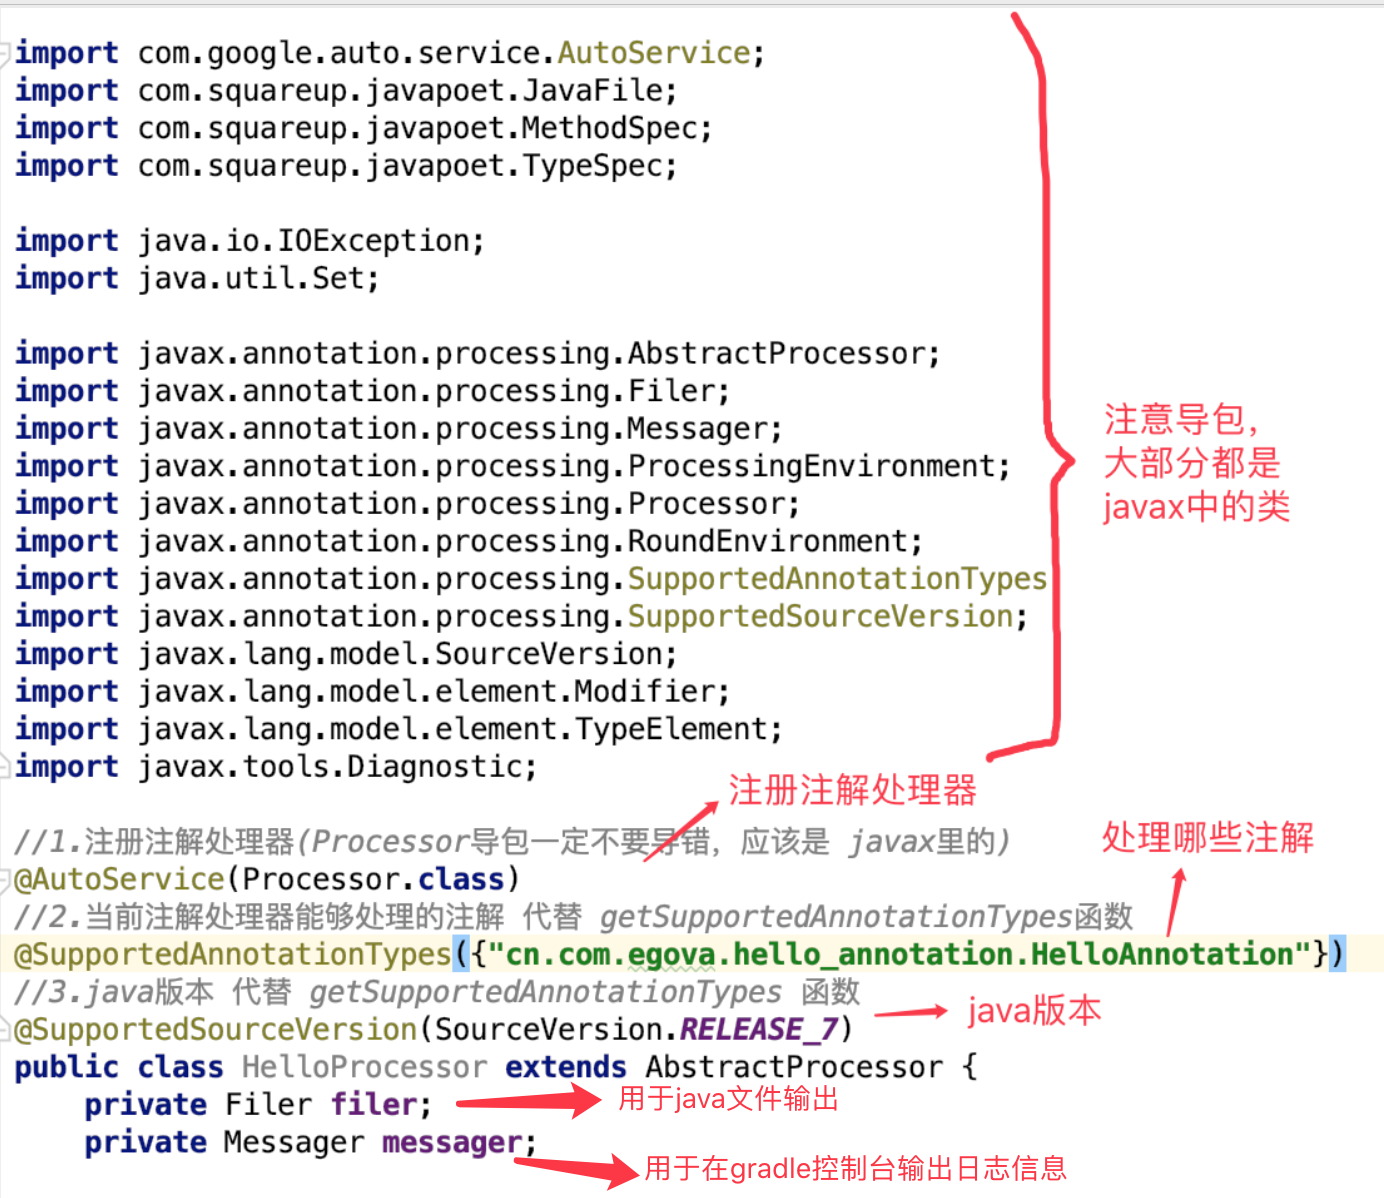 import com.google.auto.service.AutoService;
import com.squareup.javapoet.JavaFile;
import com.squareup.javapoet.MethodSpec;
import com.squareup.javapoet.TypeSpec;
import java.io.IOException;
import java.util.Set;
import javax.annotation.processing.AbstractProcessor;
import javax.annotation.processing.Filer;
import javax.annotation.processing.Messager;
import javax.annotation.processing.ProcessingEnvironment;
import javax.annotation.processing.Processor;
import javax.annotation.processing.RoundEnvironment;
import javax.annotation.processing.SupportedAnnotationTypes
import javax.annotation.processing.SupportedSourceVersion;
import javax.lang.model.SourceVersion;
import javax.lang.model.element.Modifier;
import javax.lang.model.element.TypeElement;
import javax.tools.Diagnostic;
注意导包，
大部分都是
javax中的类
注册注解处理器
//1.注册注解处理器(Processor导包一定不要导错，应该是 javax里的)
处理哪些注解
@AutoService(Processor.class)
//2.当前注解处理器能够处理的注解 代替 getSupportedAnnotationTypes函数
@SupportedAnnotationTypes({"cn.com.egova.hello_annotation.HelloAnnotation"})
//3.java版本 代替 getSupportedAnnotationTypes 函数
java版本
@SupportedSourceVersion(SourceVersion.RELEASE_7)
public class HelloProcessor extends AbstractProcessor {
private Filer filer;
用于java文件输出
private Messager messager;
用于在gradle控制台输出日志信息